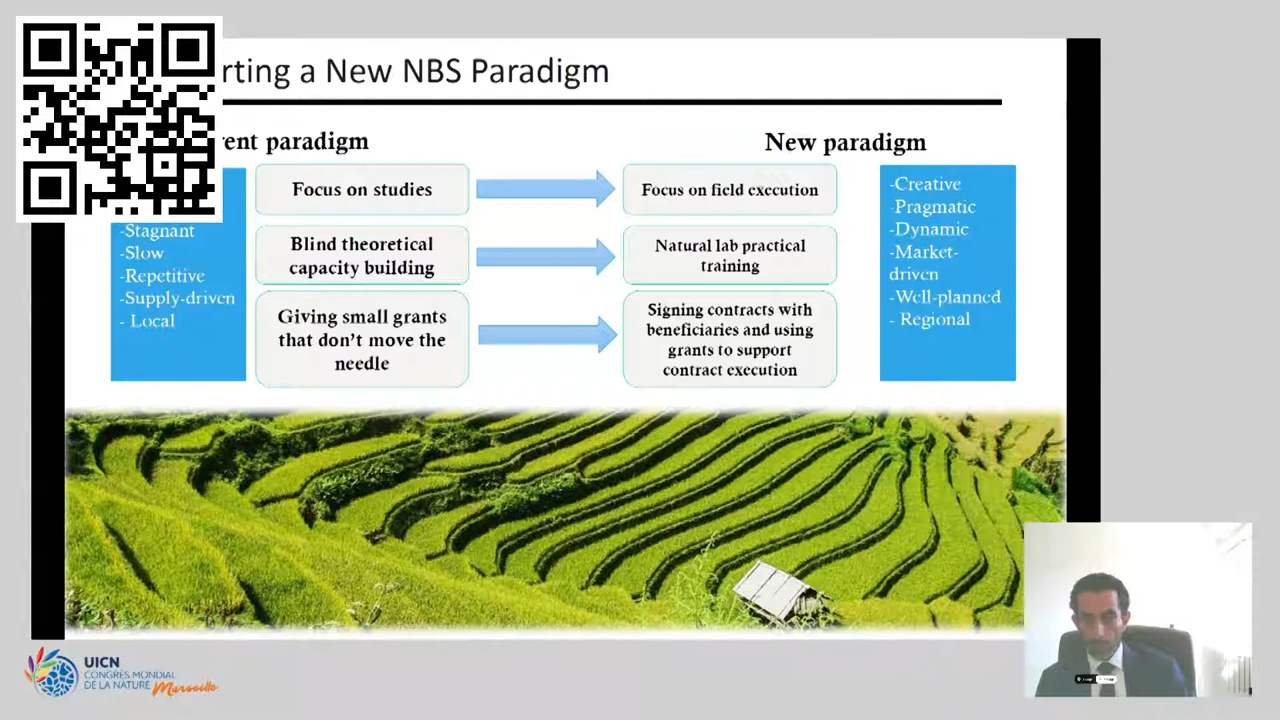 rting a New NBS Paradigm
rent paradigm
New paradigm
-Stagnant
-Slow
-Repetitive
-Supply-driven
- Local
Focus on studies
Blind theoretical
capacity building
Giving small grants
that don't move the
needle
Focus on field execution
Natural lab practical
training
Signing contracts with
beneficiaries and using
grants to support
contract execution
-Creative
-Pragmatic
-Dynamic
-Market-
driven
-Well-planned
- Regional
UICN
CONGRÈS MONDIAL
DE LA NATURE
Marseille